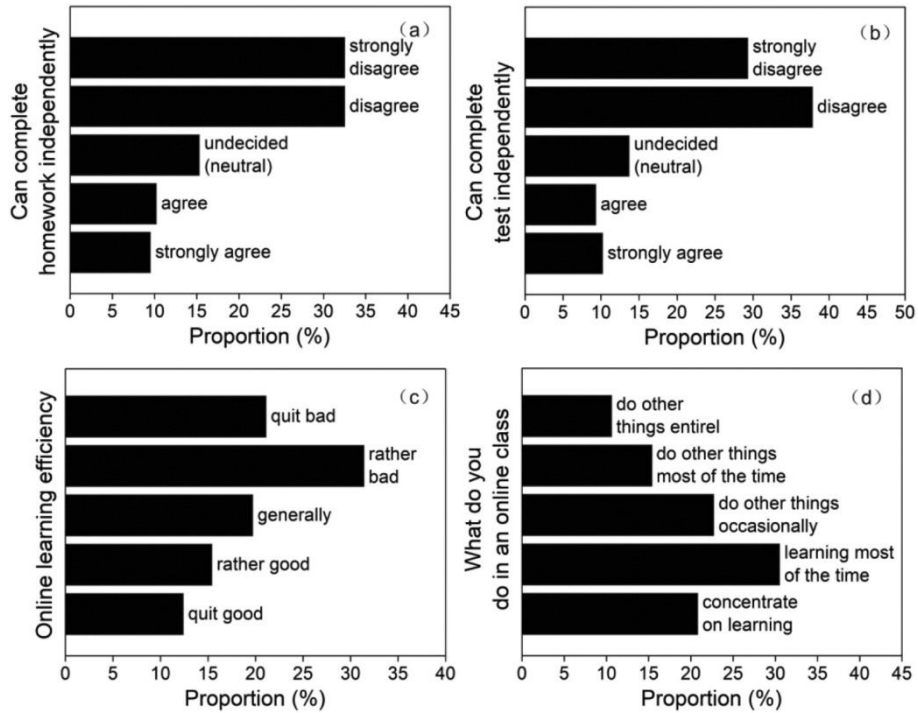 (a)
Can complete
homework independently
strongly
disagree
disagree
undecided
(neutral)
agree
strongly agree
0 5 10 15 20 25 30 35 40 45
Proportion (%)
(b)
Can complete
test independently
strongly
disagree
disagree
undecided
(neutral)
agree
strongly agree
0 5 10 15 20 25 30 35 40 45 50
Proportion (%)
(c)
Online learning efficiency
quit bad
rather
bad
generally
rather good
quit good
0 5 10 15 20 25 30 35 40
Proportion (%)
(d)
What do you
do in an online class
do other
things entirel
do other things
most of the time
do other things
occasionally
learning most
of the time
concentrate
on learning
0 5 10 15 20 25 30 35 40 45
Proportion (%)